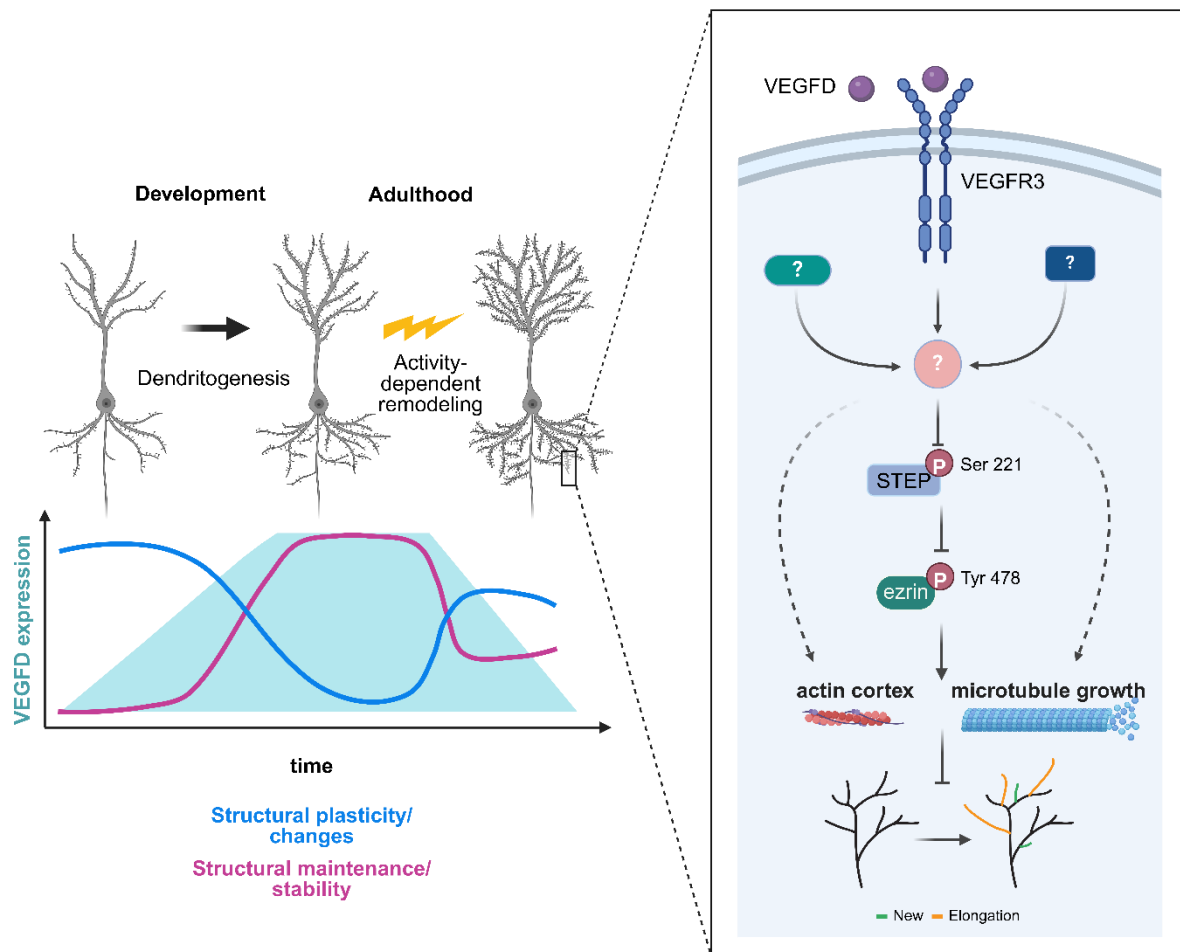 Development
Adulthood
Dendritogenesis
Activity-
dependent
remodeling
VEGFD expression
time
Structural plasticity/
changes
Structural maintenance/
stability
VEGFD
VEGFR3
?
?
?
P
Ser 221
STEP
P
Tyr 478
ezrin
actin cortex
microtubule growth
New
Elongation